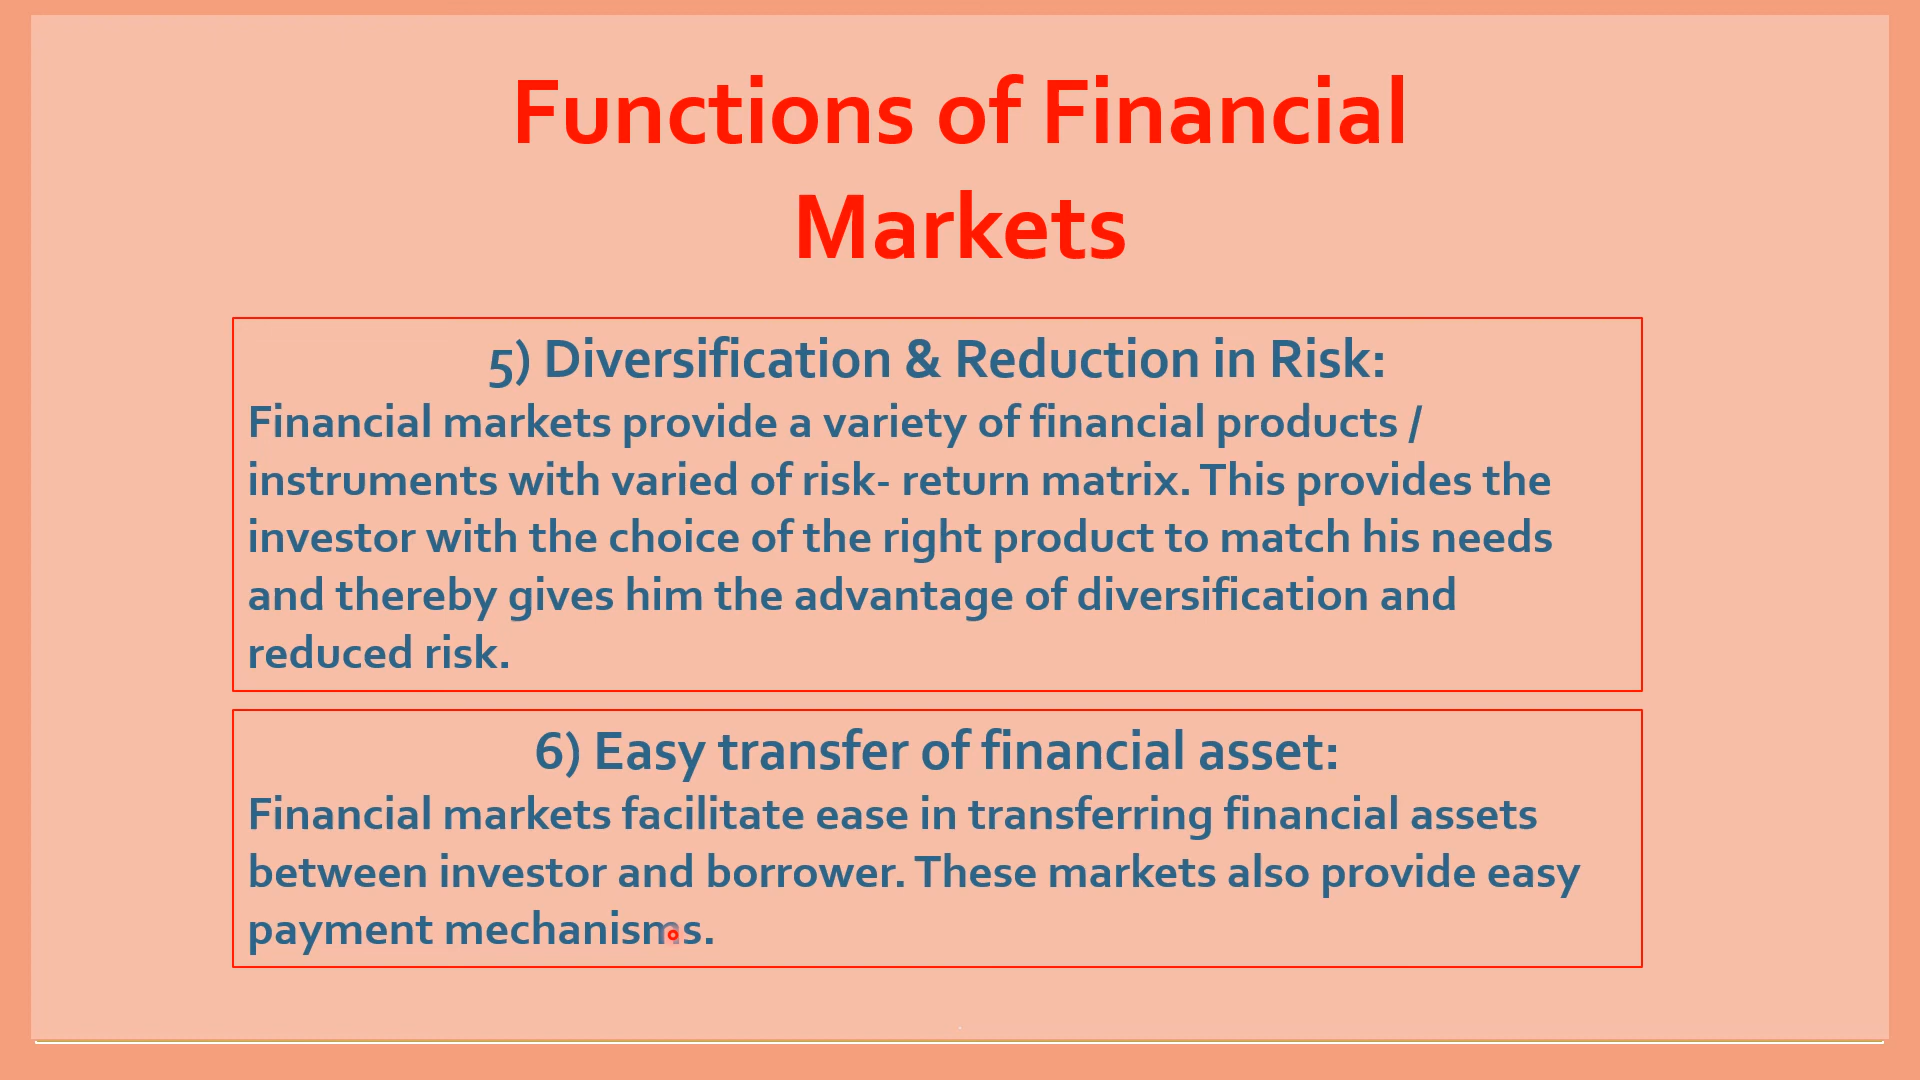 Functions of Financial
Markets
5) Diversification & Reduction in Risk:
Financial markets provide a variety of financial products /
instruments with varied of risk- return matrix. This provides the
investor with the choice of the right product to match his needs
and thereby gives him the advantage of diversification and
reduced risk.
6) Easy transfer of financial asset:
Financial markets facilitate ease in transferring financial assets
between investor and borrower. These markets also provide easy
payment mechanisms.